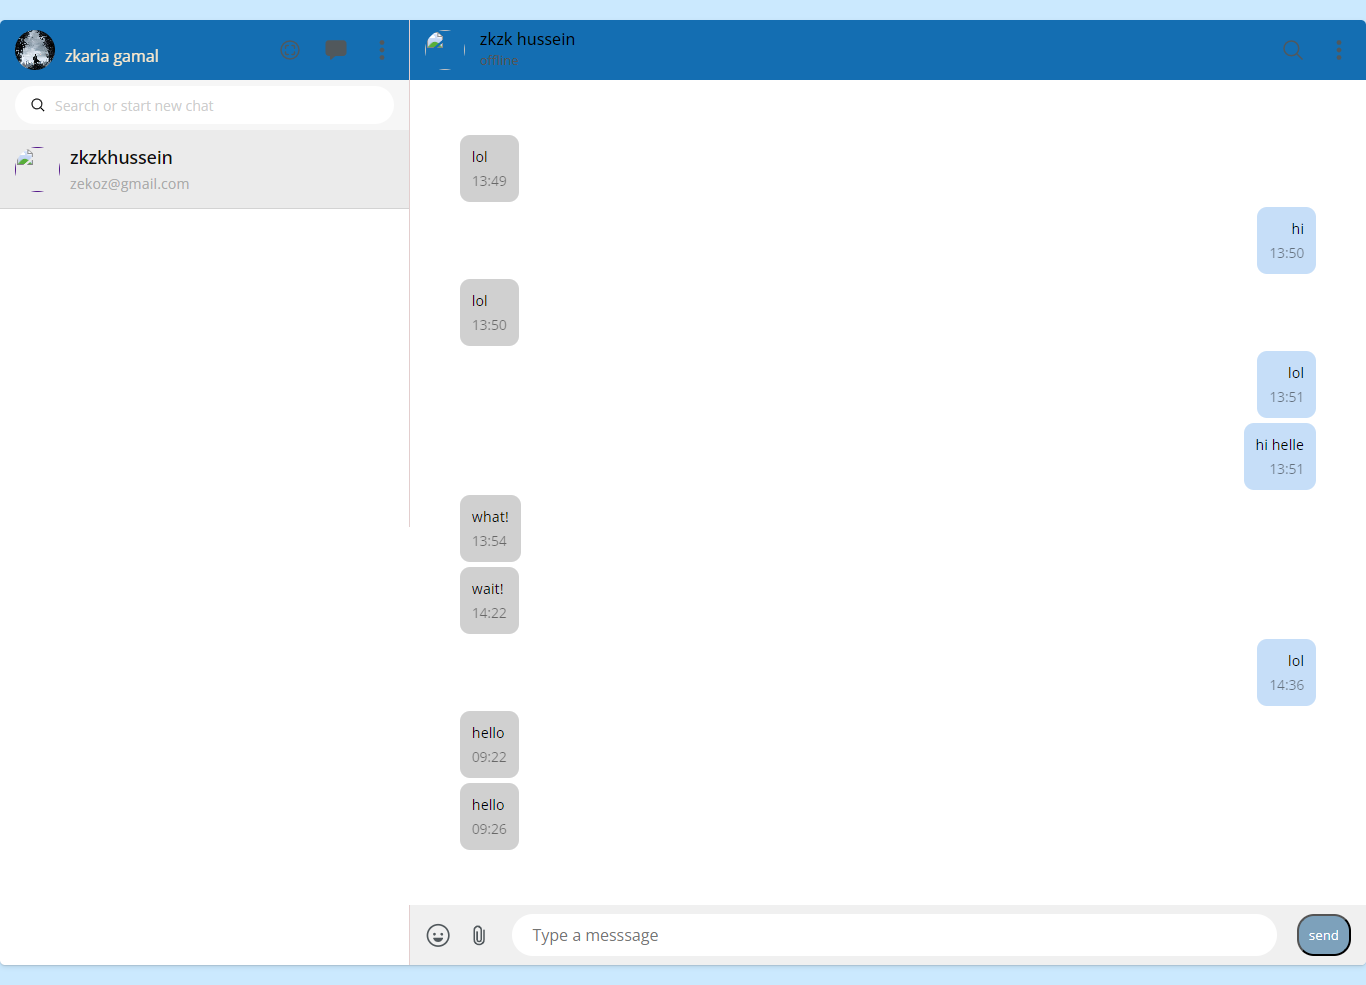 zkaria gamal
Search or start new chat
zkzkhussein
zekoz@gmail.com
zkzk hussein
offline
lol
13:49
hi
13:50
lol
13:50
lol
13:51
hi helle
13:51
what!
13:54
wait!
14:22
lol
14:36
hello
09:22
hello
09:26
Type a messsage
send